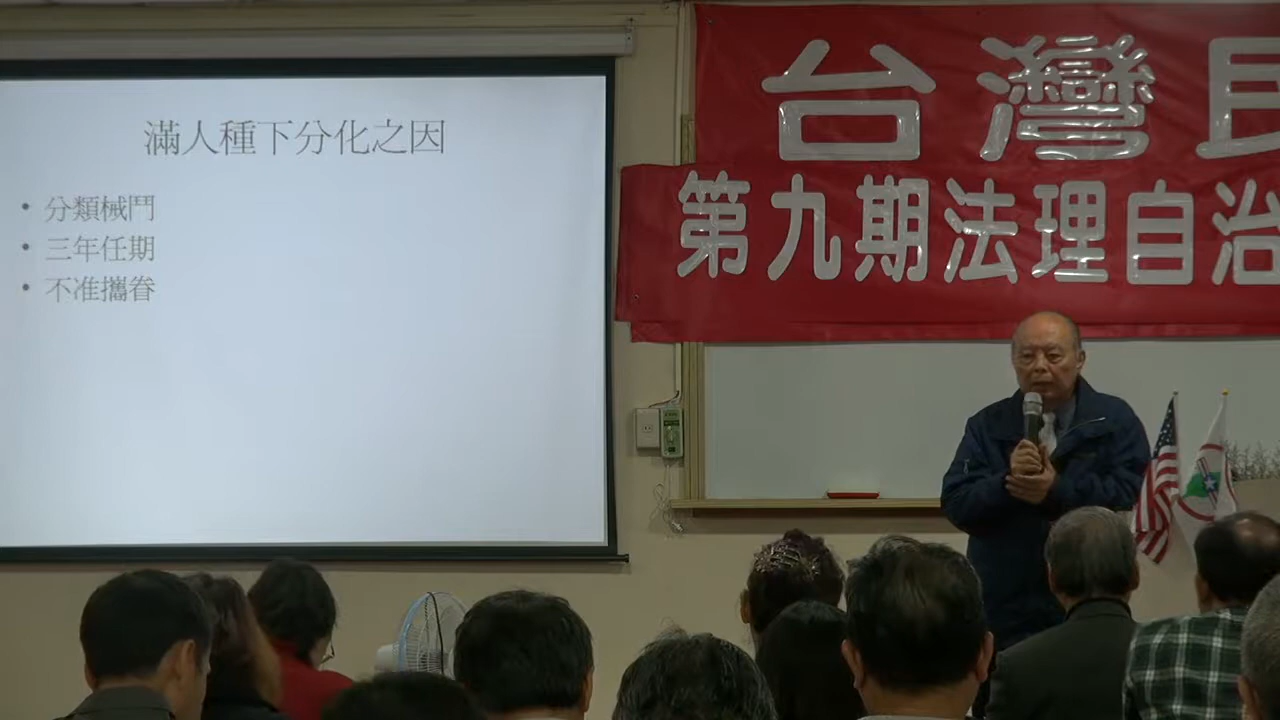 滿人種下分化之因
• 分類械鬥
• 三年任期
• 不准攜眷
台灣民
第九期法理自治